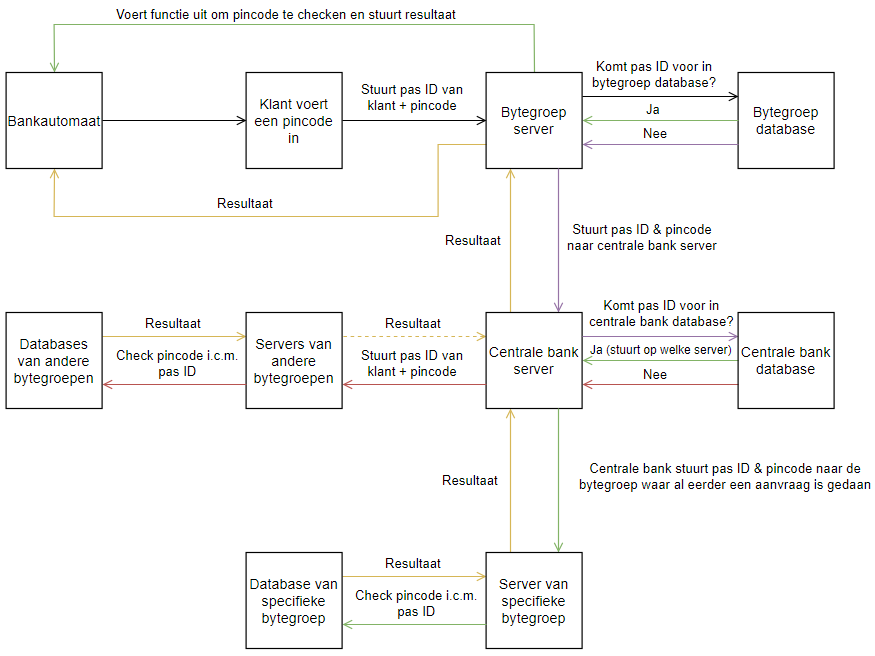 Voert functie uit om pincode te checken en stuurt resultaat
Bankautomaat
Klant voert
een pincode
in
Stuurt pas ID van
klant + pincode
Bytegroep
server
Komt pas ID voor in
bytegroep database?
Ja
Nee
Bytegroep
database
Resultaat
Resultaat
Stuurt pas ID & pincode
naar centrale bank server
Databases
van andere
bytegroepen
Resultaat
Check pincode i.c.m.
pas ID
Servers van
andere
bytegroepen
Resultaat
Stuurt pas ID van
klant + pincode
Centrale bank
server
Komt pas ID voor in
centrale bank database?
Ja (stuurt op welke server)
Nee
Centrale bank
database
Resultaat
Centrale bank stuurt pas ID & pincode naar de
bytegroep waar al eerder een aanvraag is gedaan
Database van
specifieke
bytegroep
Resultaat
Check pincode i.c.m.
pas ID
Server van
specifieke
bytegroep